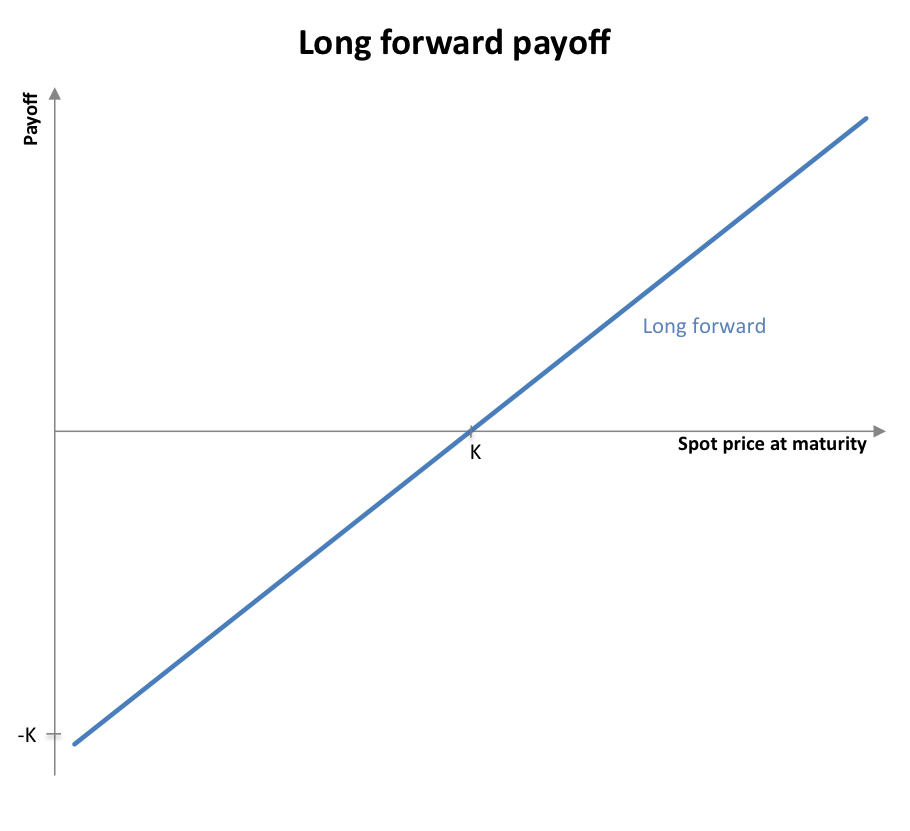 Long forward payoff
Payoff
Long forward
Spot price at maturity
K
-K